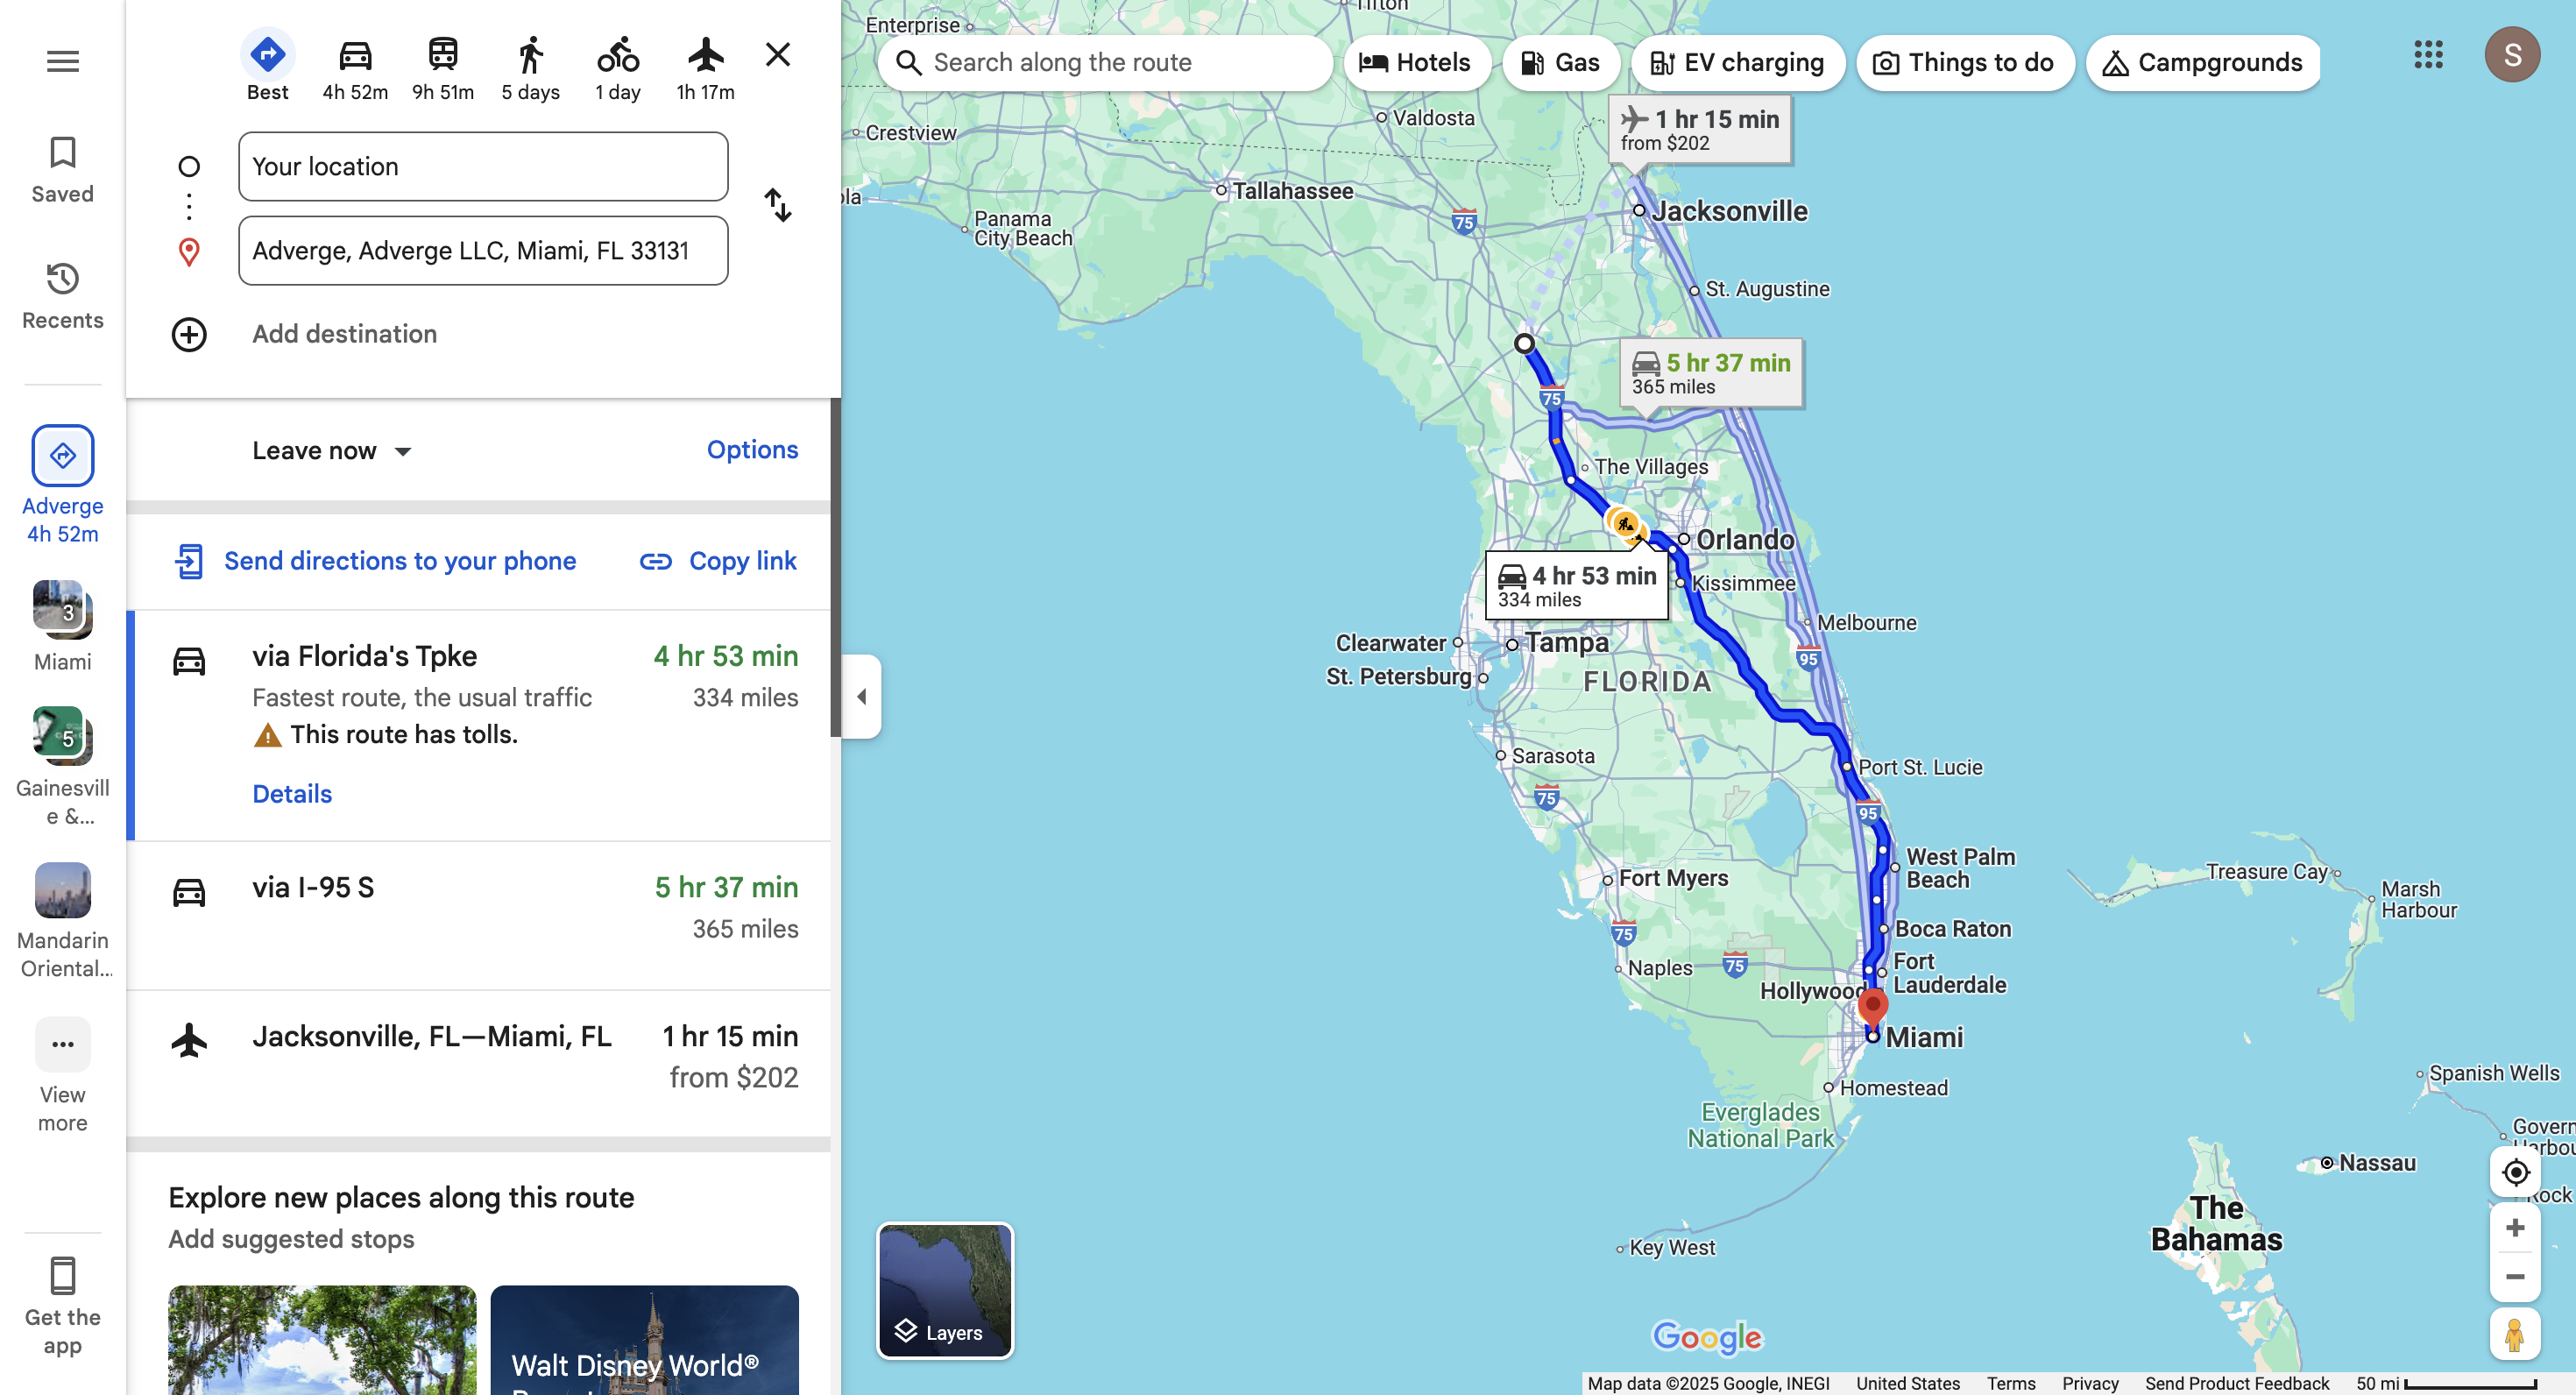 Saved
Recents
Adverge
4h 52m
3
Miami
5
Gainesvill
e &...
Mandarin
Oriental...
View
more
Get the
app
Best
4h 52m
9h 51m
5 days
1 day
1h 17m
Your location
Adverge, Adverge LLC, Miami, FL 33131
Add destination
Leave now
Options
Send directions to your phone
Copy link
via Florida's Tpke
4 hr 53 min
Fastest route, the usual traffic
334 miles
This route has tolls.
Details
via I-95 S
5 hr 37 min
365 miles
Jacksonville, FL—Miami, FL
1 hr 15 min
from $202
Explore new places along this route
Add suggested stops
Walt Disney World®
Search along the route
Hotels
Gas
EV charging
Things to do
Campgrounds
S
Tifton
Enterprise
Crestview
Valdosta
1 hr 15 min
from $202
Tallahassee
Panama
City Beach
75
Jacksonville
St. Augustine
5 hr 37 min
365 miles
75
The Villages
Orlando
4 hr 53 min
334 miles
Kissimmee
Melbourne
95
Clearwater
Tampa
St. Petersburg
FLORIDA
Sarasota
75
Port St. Lucie
95
West Palm
Beach
Fort Myers
75
Boca Raton
Naples
75
Fort
Lauderdale
Hollywood
Miami
Homestead
Everglades
National Park
Key West
Treasure Cay
Marsh
Harbour
Spanish Wells
Nassau
The
Bahamas
Rock
Layers
Google
Map data ©2025 Google, INEGI
United States
Terms
Privacy
Send Product Feedback
50 mi